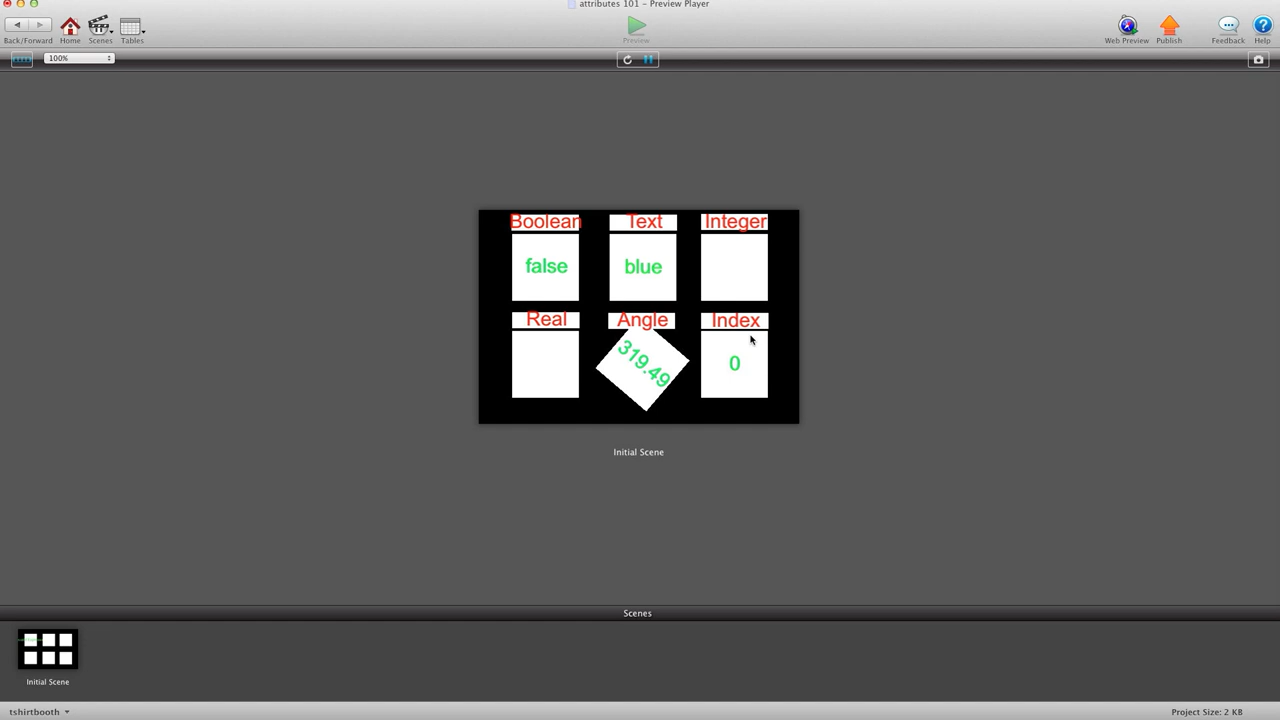 attributes 101 - Preview Player
Back/Forward
Home
Scenes
Tables
Preview
Web Preview
Publish
Feedback
Help
100%
Boolean
Text
Integer
false
blue
Real
Angle
Index
319.49
0
Initial Scene
Scenes
Initial Scene
tshirtbooth
Project Size: 2 KB